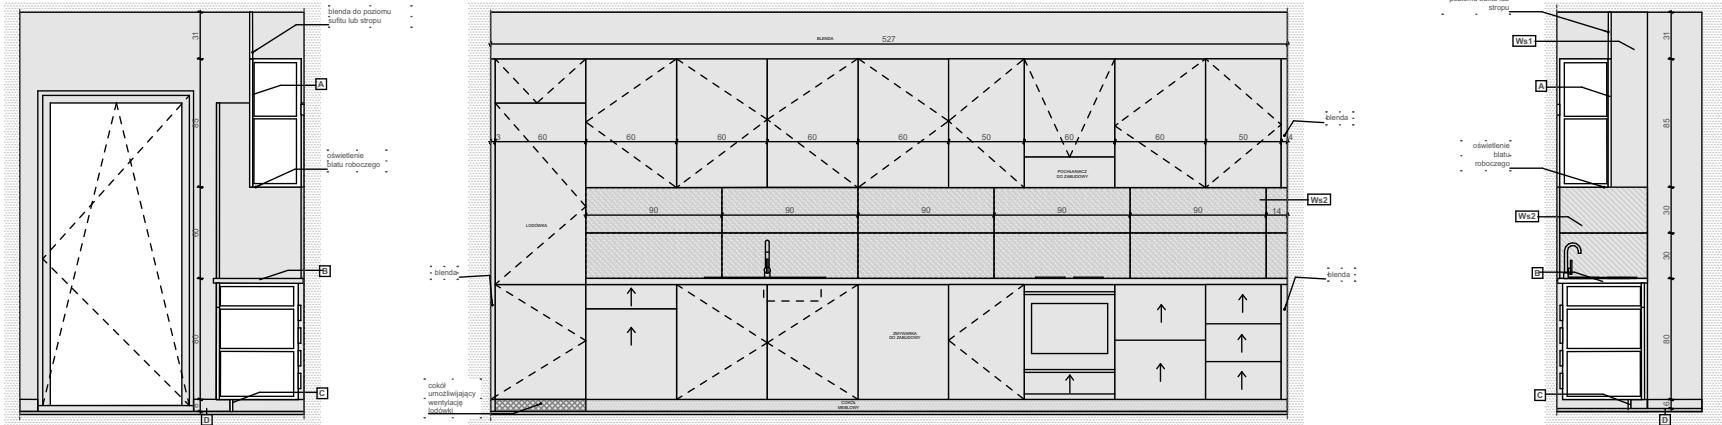 blenda do poziomu
sufitu lub stropu
31
A
85
oświetlenie
blatu roboczego
60
B
80
C
D
BLENDA
527
3
60
60
60
60
60
50
60
60
50
4
blenda
POCHŁANIACZ
DO ZABUDOWY
Ws2
90
90
90
90
90
14
LODÓWKA
blenda
blenda
ZMYWARKA
DO ZABUDOWY
cokół
umożliwiający
wentylację
lodówki
COKÓŁ
MEBLOWY
stropu
Ws1
31
A
85
oświetlenie
blatu
roboczego
Ws2
30
30
B
80
C
6
D